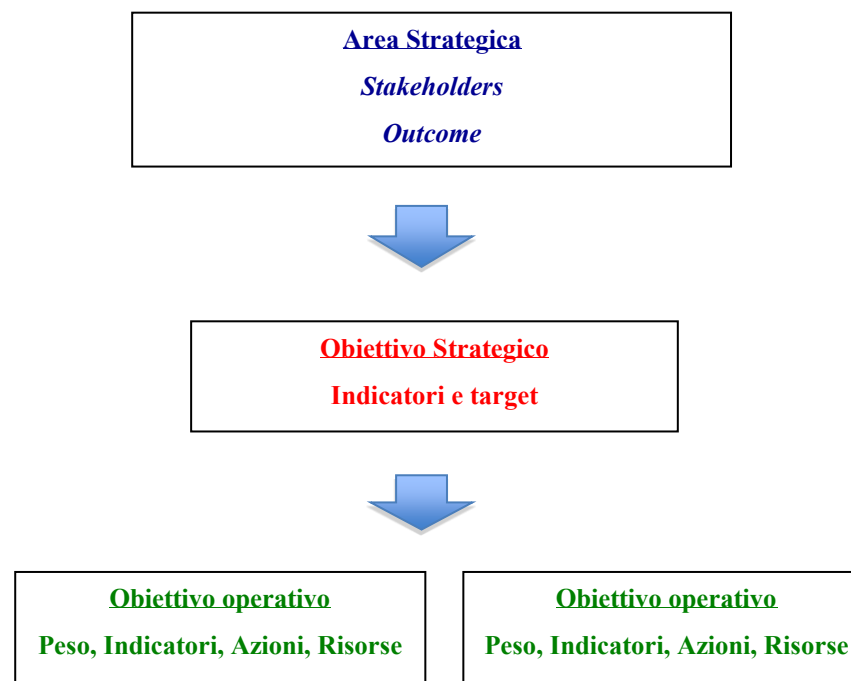 Area Strategica
Stakeholders
Outcome
Obiettivo Strategico
Indicatori e target
Obiettivo operativo
Peso, Indicatori, Azioni, Risorse
Obiettivo operativo
Peso, Indicatori, Azioni, Risorse